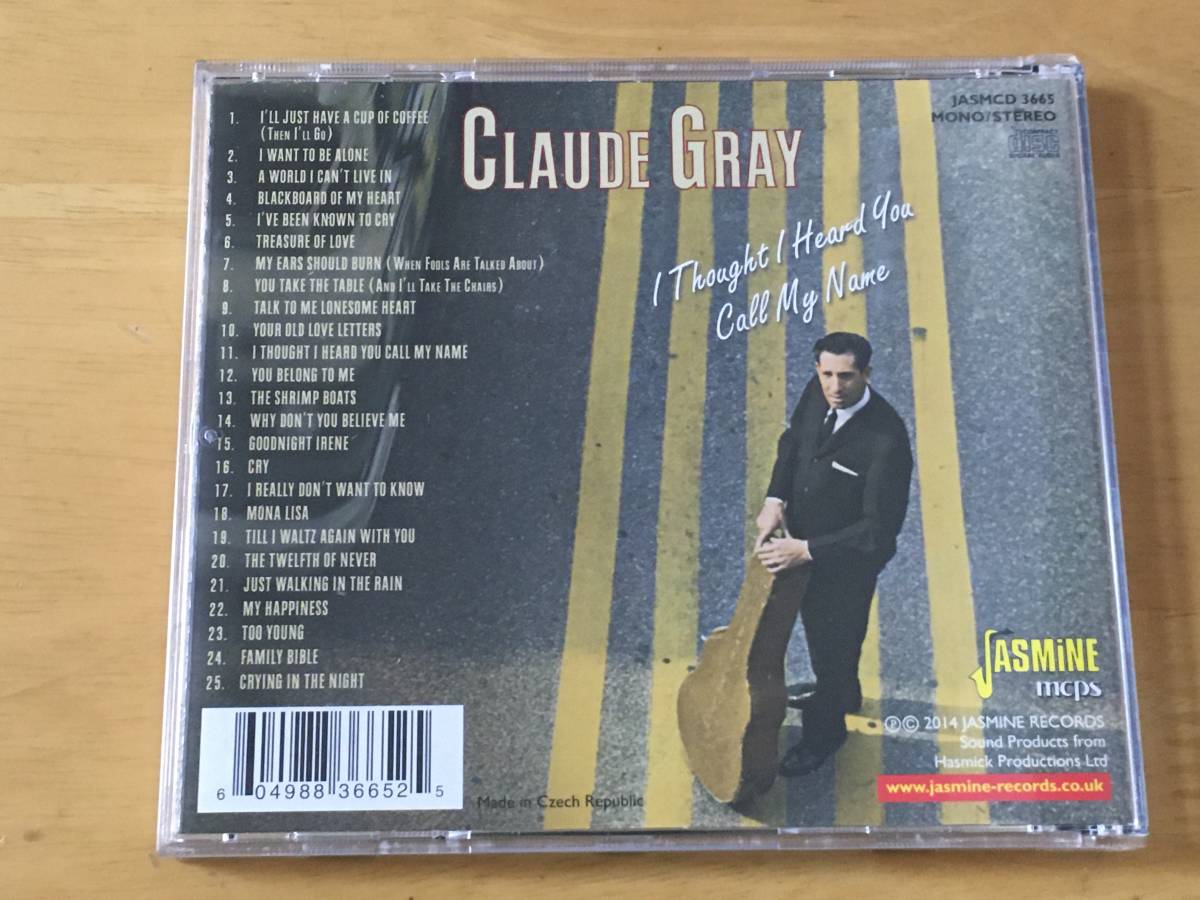 1. I'LL JUST HAVE A CUP OF COFFEE
(THEN I'LL GO)
2. I WANT TO BE ALONE
3. A WORLD I CAN'T LIVE IN
4. BLACKBOARD OF MY HEART
5. I'VE BEEN KNOWN TO CRY
6. TREASURE OF LOVE
7. MY EARS SHOULD BURN (WHEN FOOLS ARE TALKED ABOUT)
8. YOU TAKE THE TABLE (AND I'LL TAKE THE CHAIRS)
9. TALK TO ME LONESOME HEART
10. YOUR OLD LOVE LETTERS
11. I THOUGHT I HEARD YOU CALL MY NAME
12. YOU BELONG TO ME
13. THE SHRIMP BOATS
14. WHY DON'T YOU BELIEVE ME
15. GOODNIGHT IRENE
16. CRY
17. I REALLY DON'T WANT TO KNOW
18. MONA LISA
19. TILL I WALTZ AGAIN WITH YOU
20. THE TWELFTH OF NEVER
21. JUST WALKING IN THE RAIN
22. MY HAPPINESS
23. TOO YOUNG
24. FAMILY BIBLE
25. CRYING IN THE NIGHT
CLAUDE GRAY
I Thought I Heard You
Call My Name
JASMCD 3665
MONO/STEREO
COMPACT
disc
DIGITAL AUDIO
JASMiNE
mcps
℗© 2014 JASMINE RECORDS
Sound Products from
Hasmick Productions Ltd
www.jasmine-records.co.uk
6 04988 36652 5
Made in Czech Republic